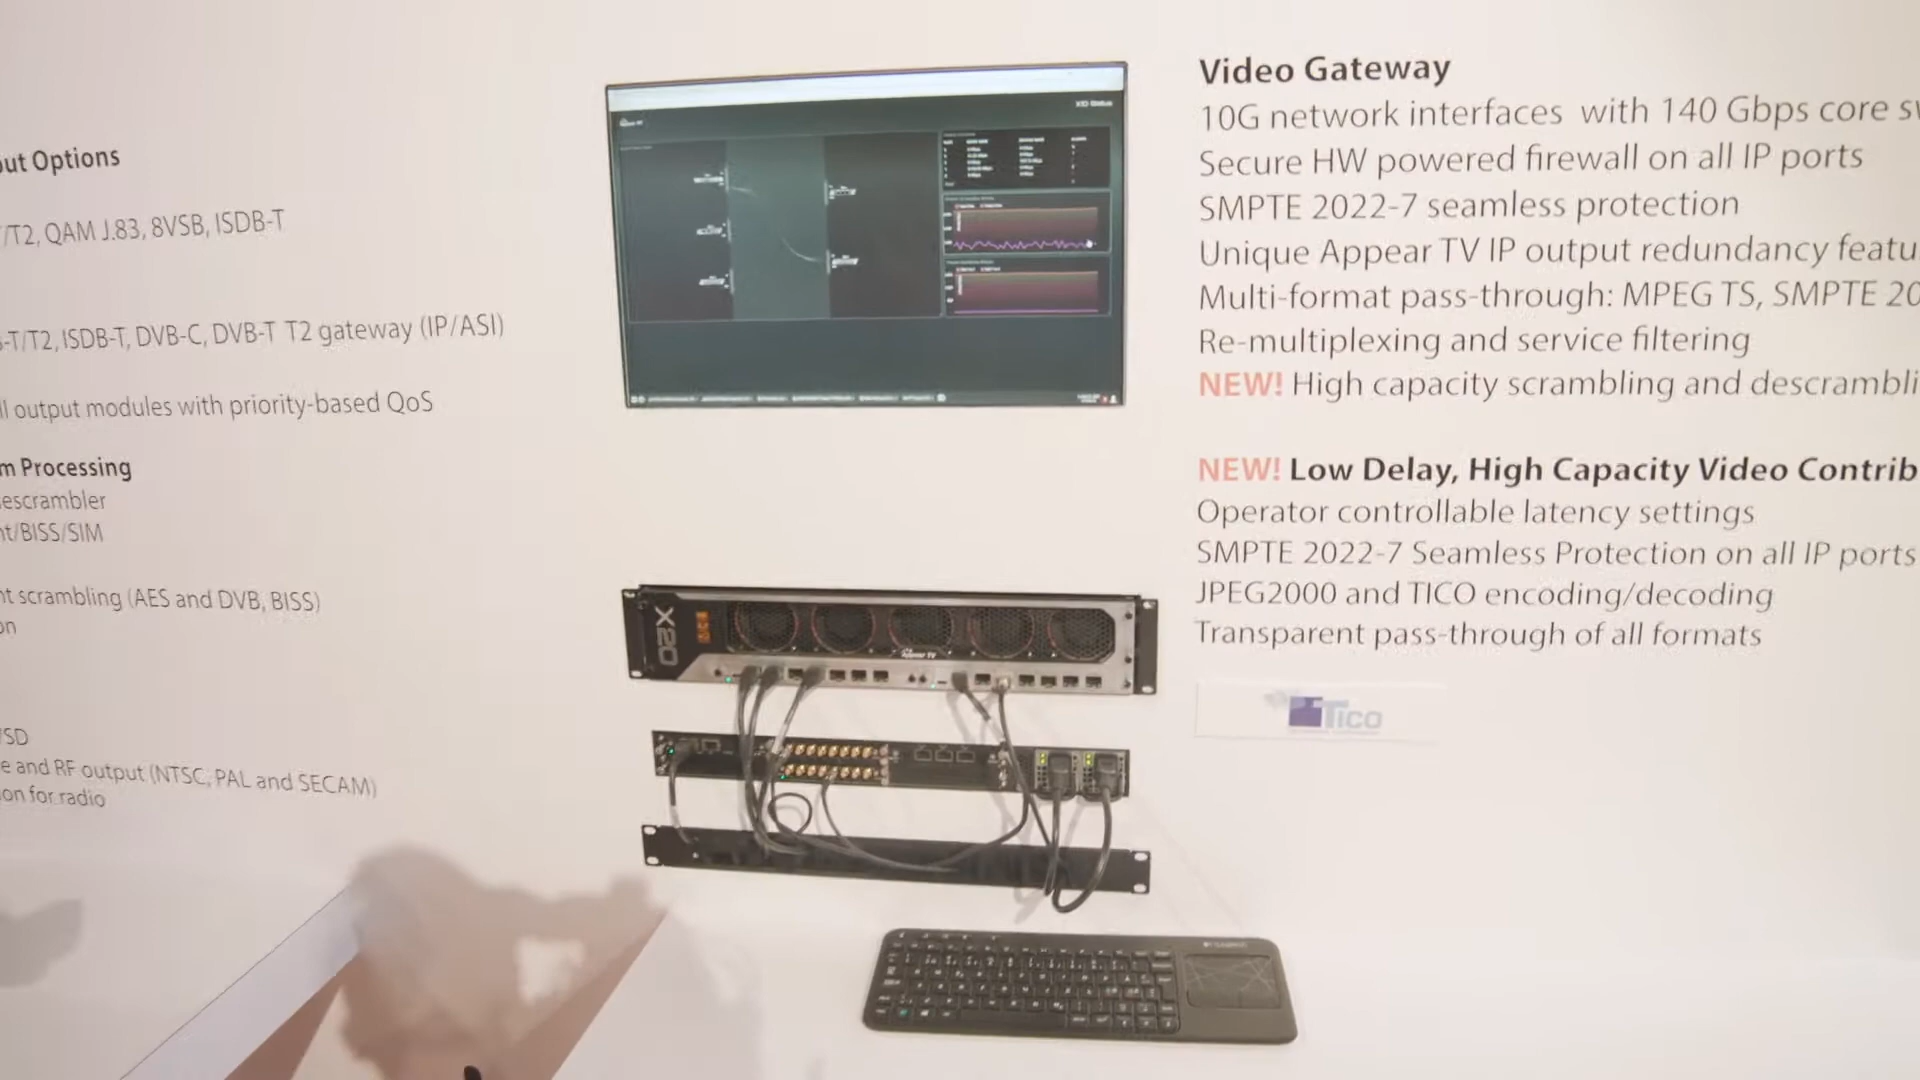 out Options
/T2, QAM J.83, 8VSB, ISDB-T
-T/T2, ISDB-T, DVB-C, DVB-T T2 gateway (IP/ASI)
ll output modules with priority-based QoS
m Processing
escrambler
nt/BISS/SIM
nt scrambling (AES and DVB, BISS)
on
/SD
e and RF output (NTSC, PAL and SECAM)
on for radio
X20 Status
X20
Appear TV
Video Gateway
10G network interfaces with 140 Gbps core sw
Secure HW powered firewall on all IP ports
SMPTE 2022-7 seamless protection
Unique Appear TV IP output redundancy featu
Multi-format pass-through: MPEG TS, SMPTE 20
Re-multiplexing and service filtering
NEW! High capacity scrambling and descrambli
NEW! Low Delay, High Capacity Video Contrib
Operator controllable latency settings
SMPTE 2022-7 Seamless Protection on all IP ports
JPEG2000 and TICO encoding/decoding
Transparent pass-through of all formats
Tico